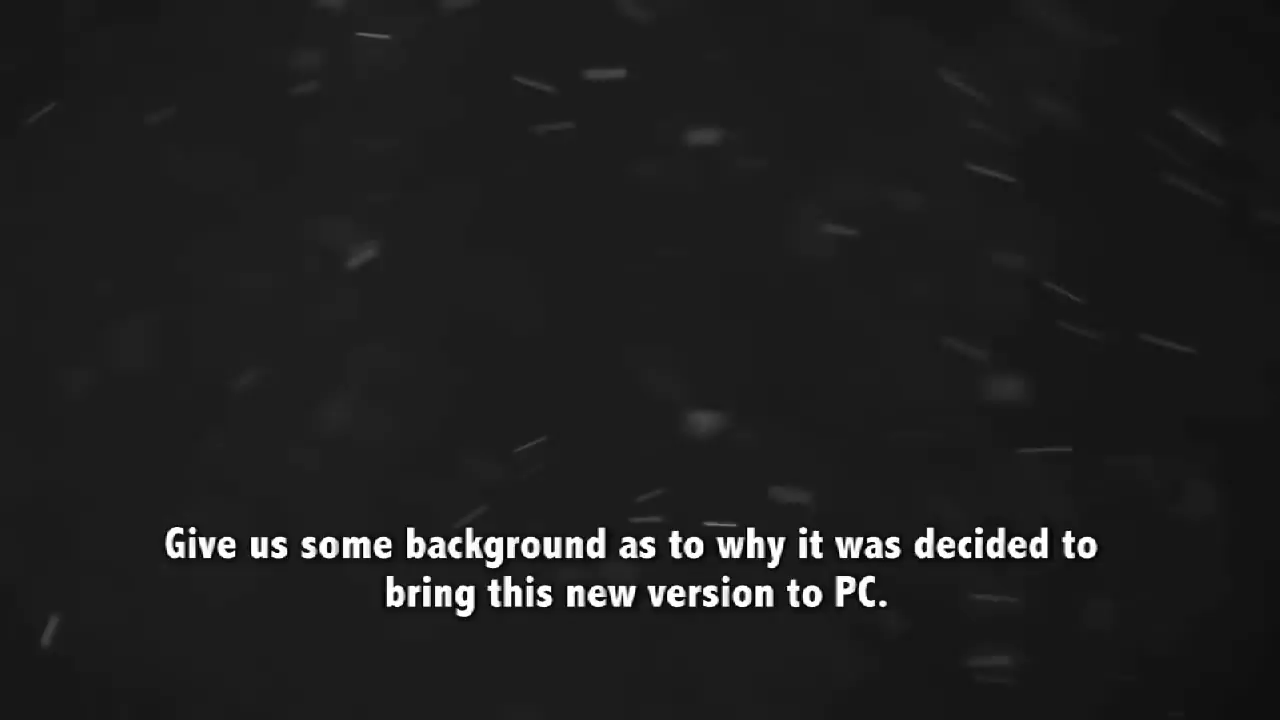 Give us some background as to why it was decided to
bring this new version to PC.